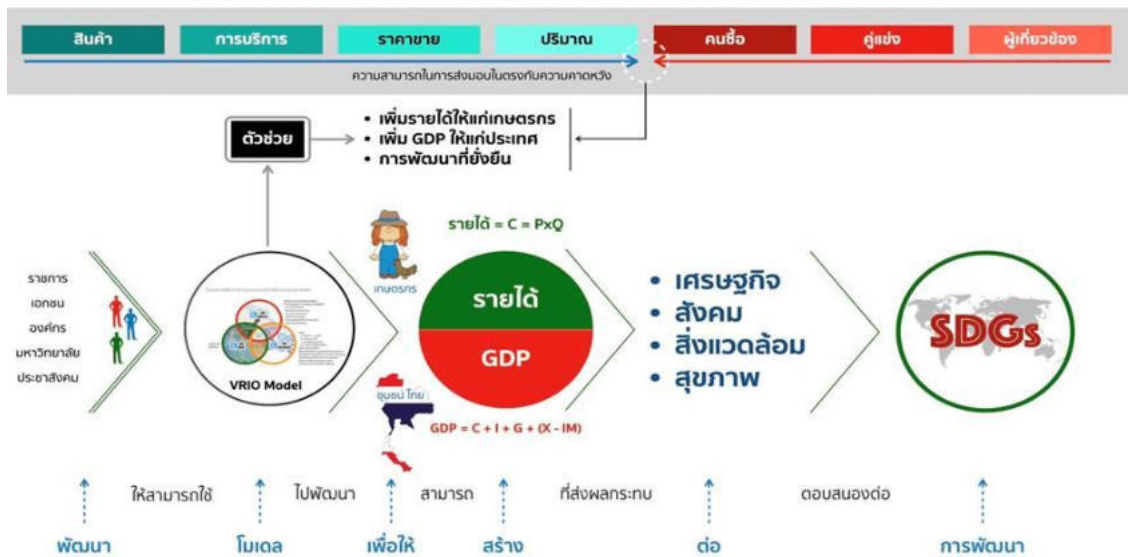 สินค้า
การบริการ
ราคาขาย
ปริมาณ
คนซื้อ
คู่แข่ง
ผู้เกี่ยวข้อง
ความสามารถในการส่งมอบในตรงกับความคาดหวัง
ตัวช่วย
• เพิ่มรายได้ให้แก่เกษตรกร
• เพิ่ม GDP ให้แก่ประเทศ
• การพัฒนาที่ยั่งยืน
ราชการ
เอกชน
องค์กร
มหาวิทยาลัย
ประชาสังคม
VRIO Model
เกษตรกร
ชุมชน ไทย
รายได้ = C = PxQ
รายได้
GDP
GDP = C + I + G + (X - IM)
• เศรษฐกิจ
• สังคม
• สิ่งแวดล้อม
• สุขภาพ
SDGs
ให้สามารถใช้
ไปพัฒนา
สามารถ
ที่ส่งผลกระทบ
ตอบสนองต่อ
พัฒนา
โมเดล
เพื่อให้
สร้าง
ต่อ
การพัฒนา